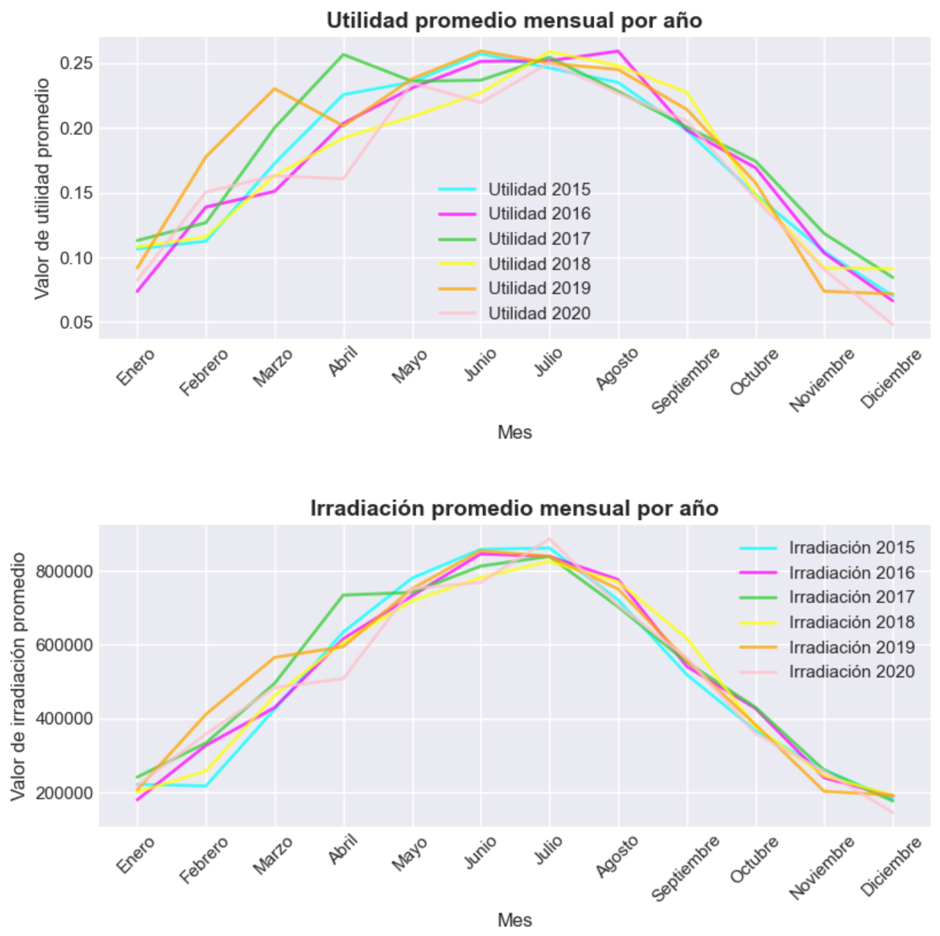 Utilidad promedio mensual por año
Valor de utilidad promedio
0.25
0.20
0.15
0.10
0.05
Utilidad 2015
Utilidad 2016
Utilidad 2017
Utilidad 2018
Utilidad 2019
Utilidad 2020
Enero
Febrero
Marzo
Abril
Mayo
Junio
Julio
Agosto
Septiembre
Octubre
Noviembre
Diciembre
Mes
Irradiación promedio mensual por año
Valor de irradiación promedio
800000
600000
400000
200000
Irradiación 2015
Irradiación 2016
Irradiación 2017
Irradiación 2018
Irradiación 2019
Irradiación 2020
Enero
Febrero
Marzo
Abril
Mayo
Junio
Julio
Agosto
Septiembre
Octubre
Noviembre
Diciembre
Mes